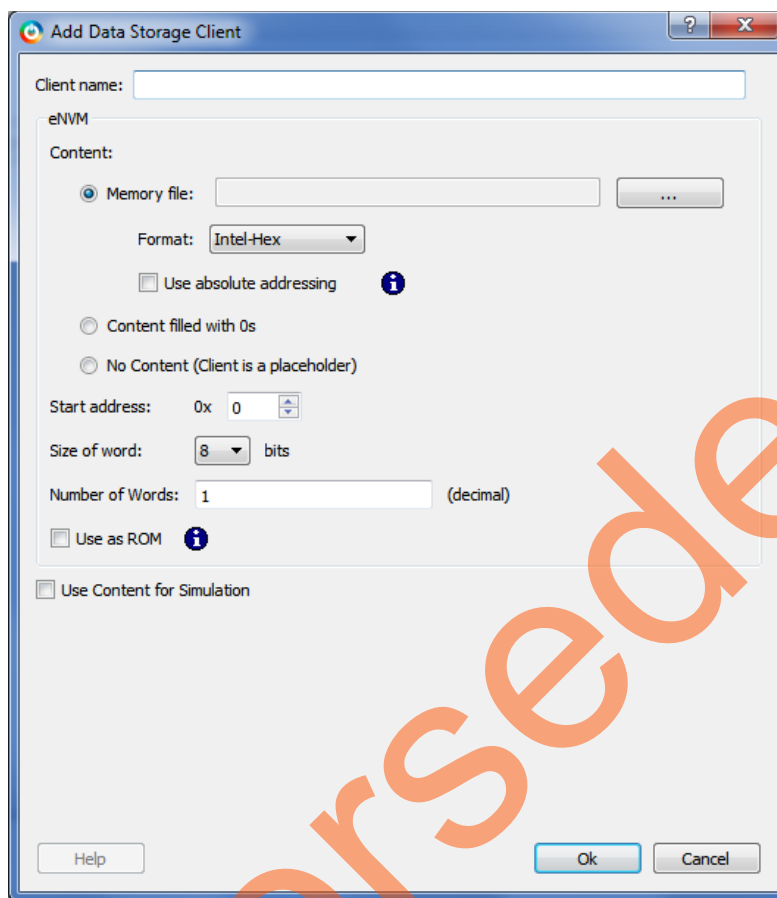 Add Data Storage Client
Client name:
eNVM
Content:
Memory file: ...
Format: Intel-Hex
Use absolute addressing
Content filled with 0s
No Content (Client is a placeholder)
Start address: 0x 0
Size of word: 8 bits
Number of Words: 1 (decimal)
Use as ROM
Use Content for Simulation
Help Ok Cancel